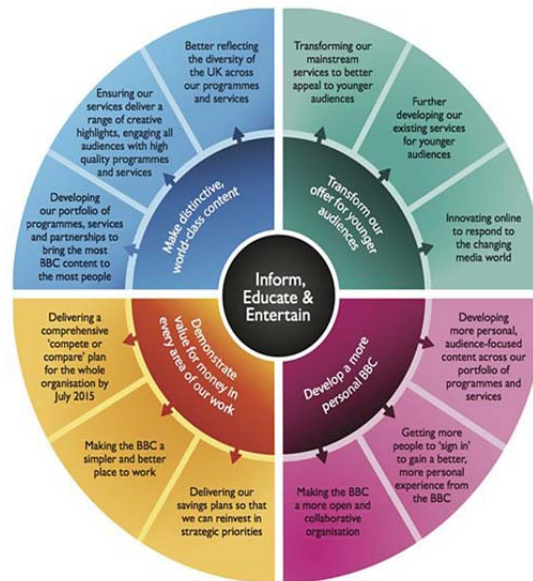 Better reflecting
the diversity of
the UK across
our programmes
and services
Ensuring our
services deliver a
range of creative
highlights, engaging all
audiences with high
quality programmes
and services
Developing
our portfolio of
programmes, services
and partnerships to
bring the most
BBC content to
the most people
Make distinctive,
world-class content
Transforming our
mainstream
services to better
appeal to younger
audiences
Further
developing our
existing services
for younger
audiences
Innovating online
to respond to
the changing
media world
Transform our
offer for younger
audiences
Inform,
Educate &
Entertain
Delivering a
comprehensive
'compete or
compare' plan
for the whole
organisation by
July 2015
Making the BBC a
simpler and better
place to work
Delivering our
savings plans so that
we can reinvest in
strategic priorities
Demonstrate
value for money in
every area of our work
Developing
more personal,
audience-focused
content across our
portfolio of
programmes
and services
Getting more
people to 'sign in'
to gain a better,
more personal
experience from
the BBC
Making the BBC
a more open and
collaborative
organisation
Develop a more
personal BBC